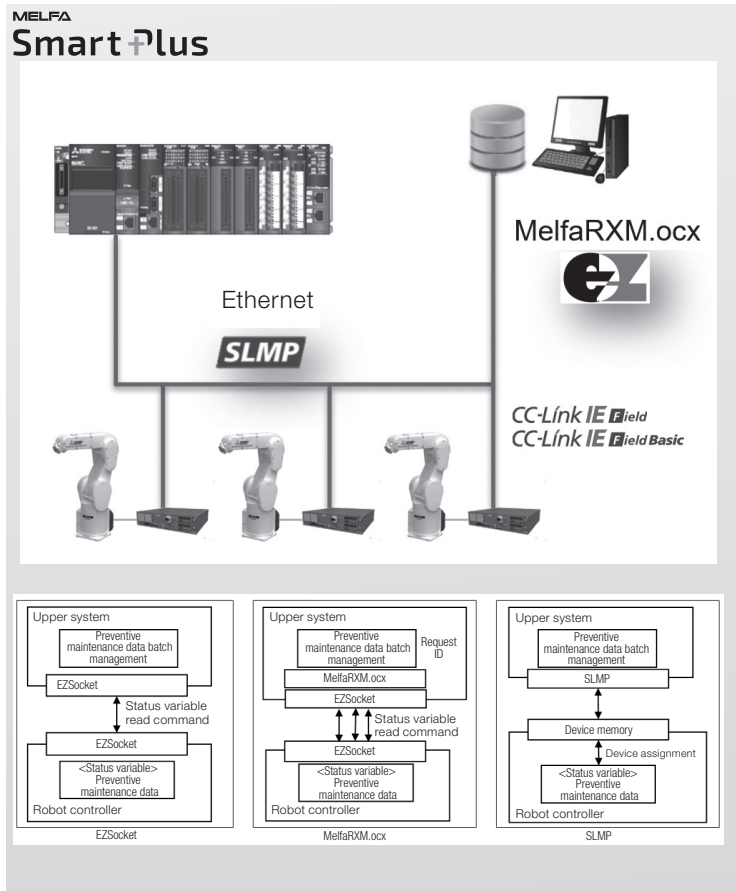 MELFA
Smart Plus
MelfaRXM.ocx
eZ
Ethernet
SLMP
CC-Link IE Field
CC-Link IE Field Basic
Upper system
Preventive
maintenance data batch
management
EZSocket
Status variable
read command
EZSocket
<Status variable>
Preventive
maintenance data
Robot controller
EZSocket
Upper system
Preventive
maintenance data batch
management
Request
ID
MelfaRXM.ocx
EZSocket
Status variable
read command
EZSocket
<Status variable>
Preventive
maintenance data
Robot controller
MelfaRXM.ocx
Upper system
Preventive
maintenance data batch
management
SLMP
Device memory
Device assignment
<Status variable>
Preventive
maintenance data
Robot controller
SLMP